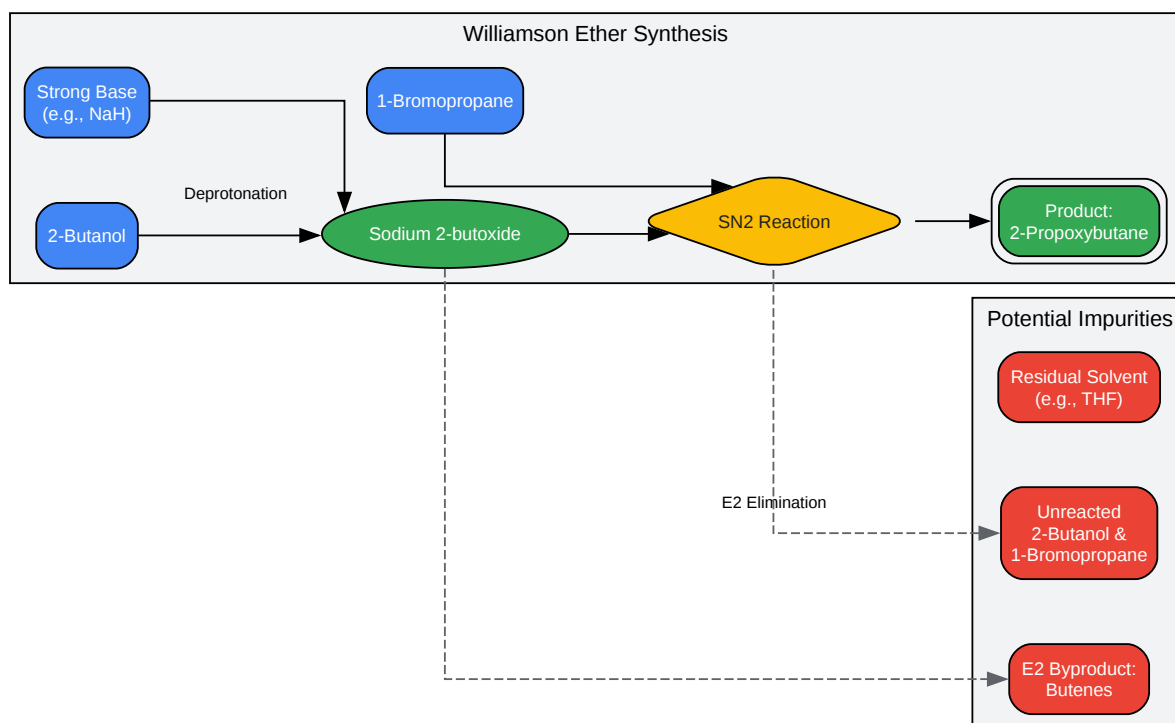 Williamson Ether Synthesis
Strong Base
(e.g., NaH)
1-Bromopropane
Deprotonation
2-Butanol
Sodium 2-butoxide
SN2 Reaction
Product:
2-Propoxybutane
Potential Impurities
Residual Solvent
(e.g., THF)
E2 Elimination
Unreacted
2-Butanol &
1-Bromopropane
E2 Byproduct:
Butenes